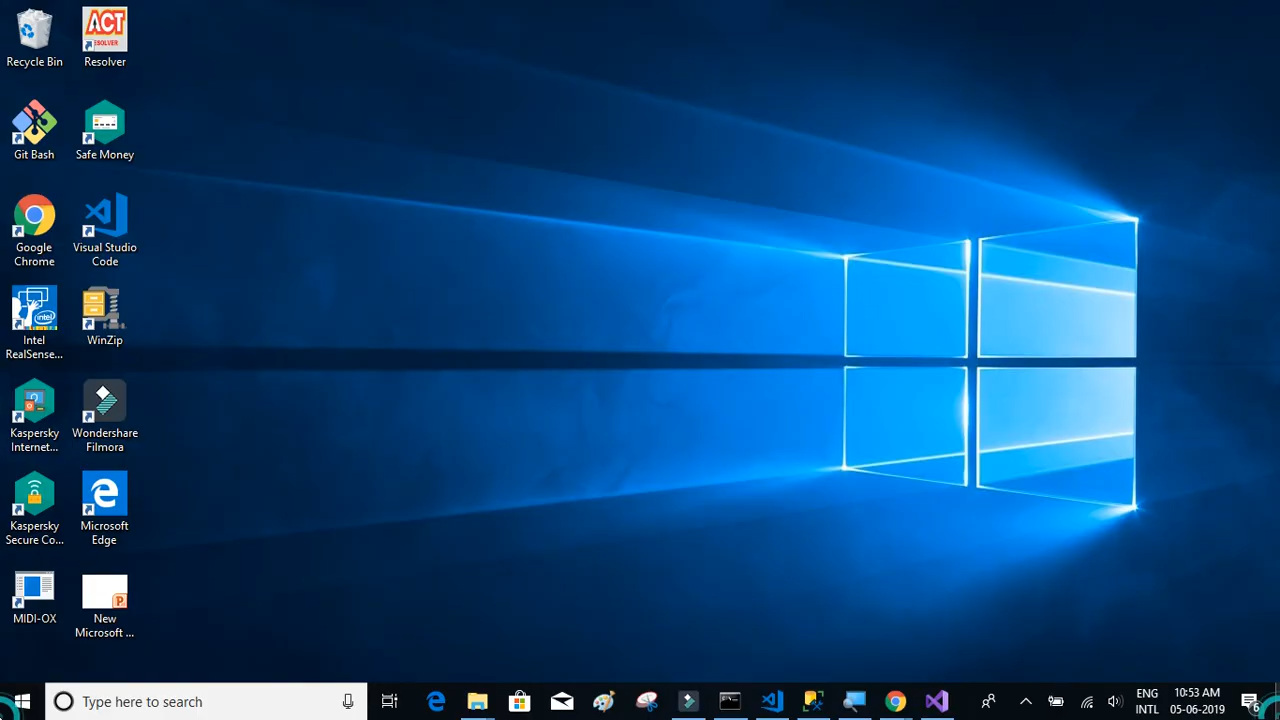 Recycle Bin
ACT
RESOLVER
Resolver
Git Bash
Safe Money
Google
Chrome
Visual Studio
Code
intel
Intel
RealSense...
WinZip
Kaspersky
Internet...
Wondershare
Filmora
Kaspersky
Secure Co...
Microsoft
Edge
MIDI-OX
P
New
Microsoft ...
Type here to search
ENG
INTL
10:53 AM
05-06-2019
6